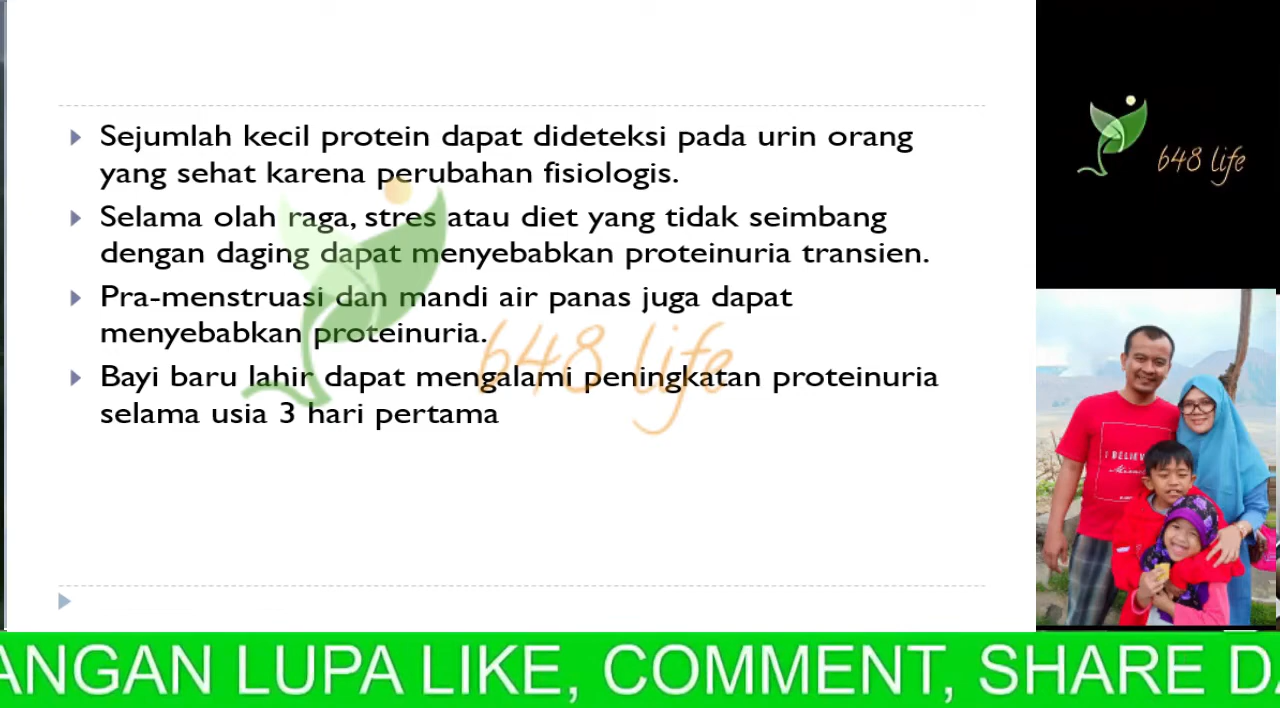 Sejumlah kecil protein dapat dideteksi pada urin orang
yang sehat karena perubahan fisiologis.
Selama olah raga, stres atau diet yang tidak seimbang
dengan daging dapat menyebabkan proteinuria transien.
Pra-menstruasi dan mandi air panas juga dapat
menyebabkan proteinuria.
Bayi baru lahir dapat mengalami peningkatan proteinuria
selama usia 3 hari pertama
648 life
648 life
I BELIEVE
ANGAN LUPA LIKE, COMMENT, SHARE DA